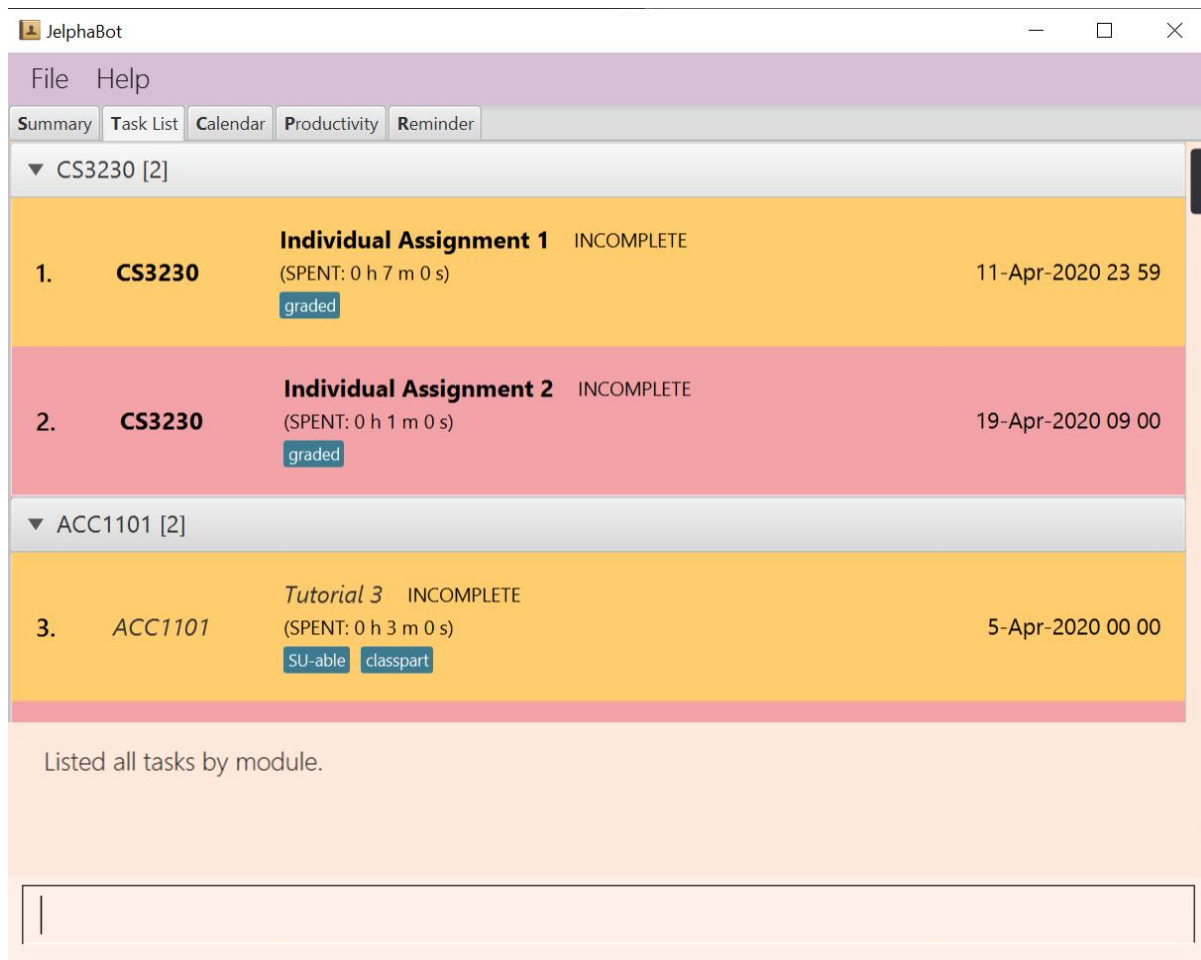 JelphaBot
File Help
Summary Task List Calendar Productivity Reminder
CS3230 [2]
1. CS3230 Individual Assignment 1 INCOMPLETE
(SPENT: 0 h 7 m 0 s)
graded
11-Apr-2020 23 59
2. CS3230 Individual Assignment 2 INCOMPLETE
(SPENT: 0 h 1 m 0 s)
graded
19-Apr-2020 09 00
ACC1101 [2]
3. ACC1101 Tutorial 3 INCOMPLETE
(SPENT: 0 h 3 m 0 s)
SU-able classpart
5-Apr-2020 00 00
Listed all tasks by module.